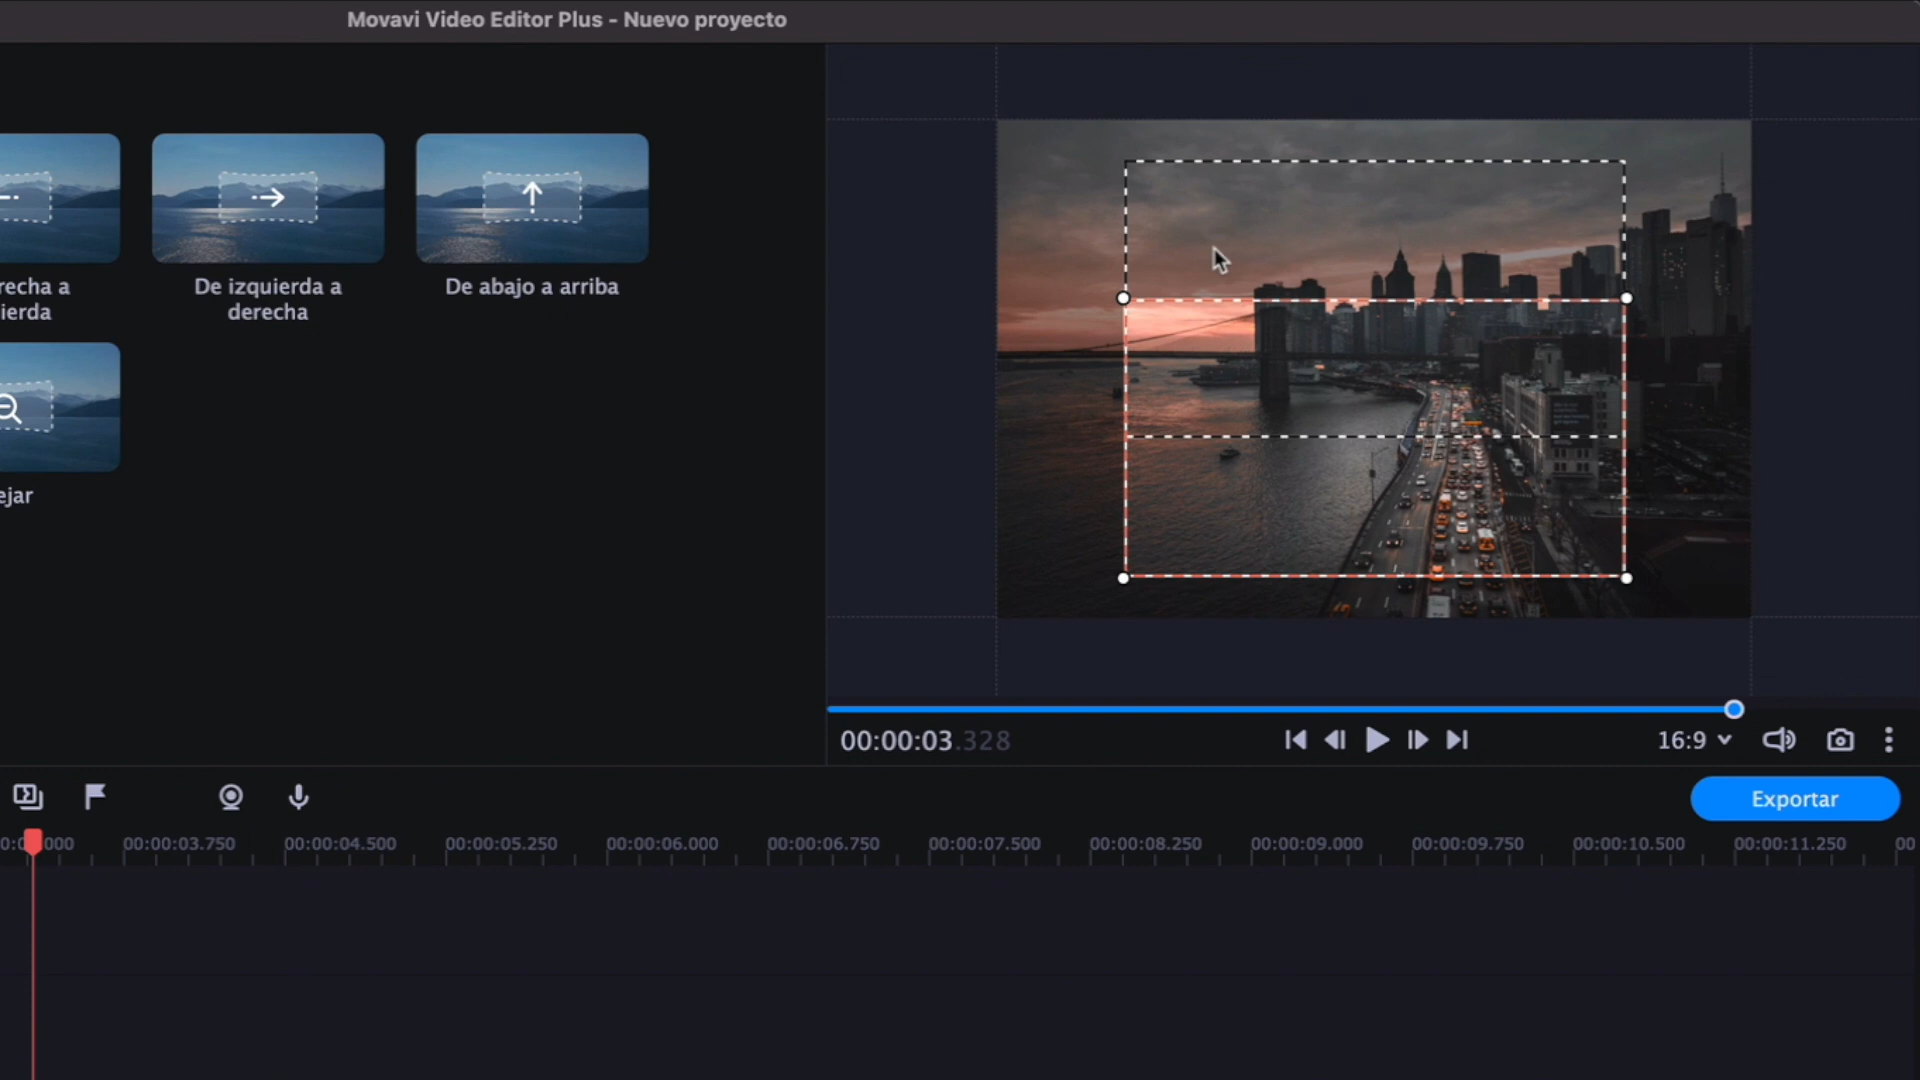 Movavi Video Editor Plus - Nuevo proyecto
recha a
ierda
De izquierda a
derecha
De abajo a arriba
ejar
00:00:03.328
16:9
Exportar
00:00:03.750
00:00:04.500
00:00:05.250
00:00:06.000
00:00:06.750
00:00:07.500
00:00:08.250
00:00:09.000
00:00:09.750
00:00:10.500
00:00:11.250
00